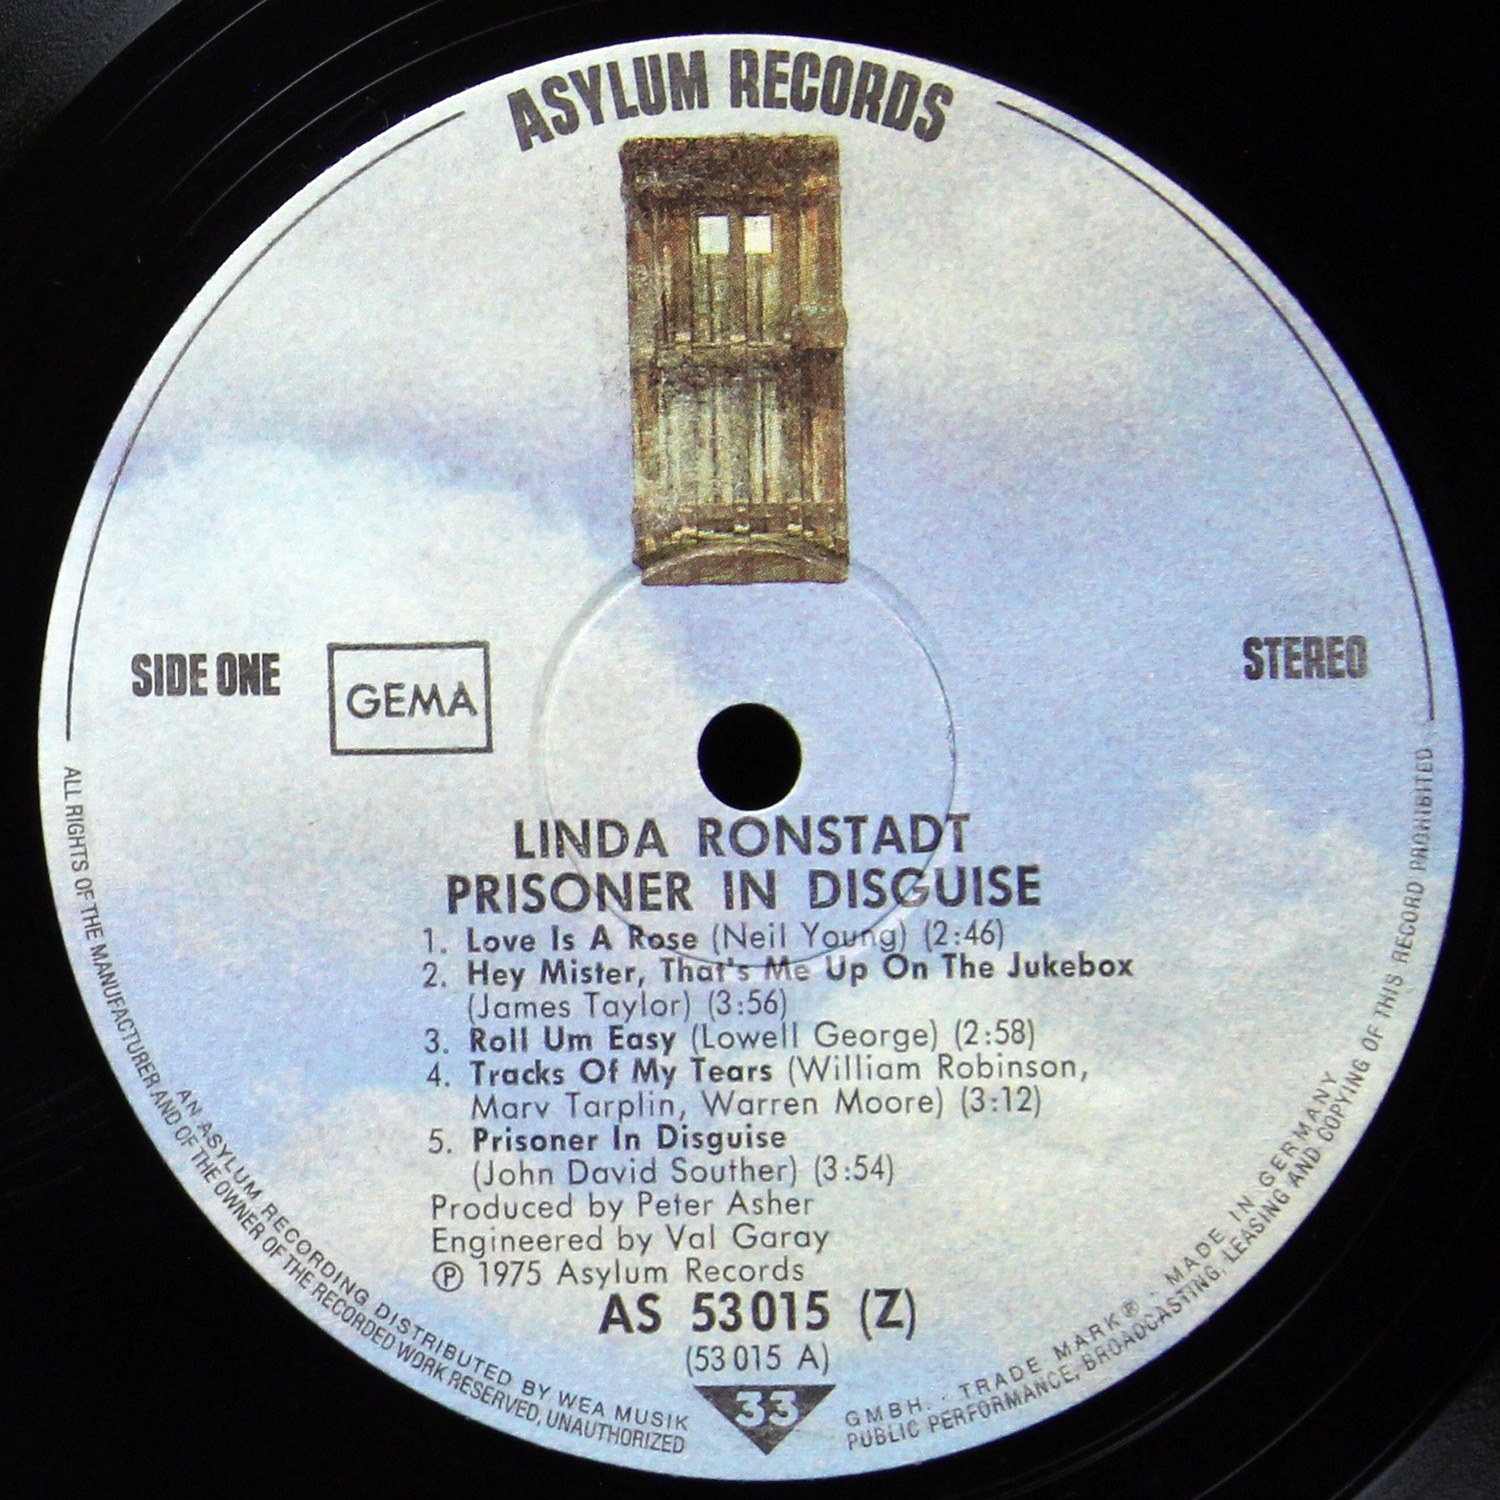 ASYLUM RECORDS
SIDE ONE
GEMA
STEREO
LINDA RONSTADT
PRISONER IN DISGUISE
1. Love Is A Rose (Neil Young) (2:46)
2. Hey Mister, That's Me Up On The Jukebox
(James Taylor) (3:56)
3. Roll Um Easy (Lowell George) (2:58)
4. Tracks Of My Tears (William Robinson,
Marv Tarplin, Warren Moore) (3:12)
5. Prisoner In Disguise
(John David Souther) (3:54)
Produced by Peter Asher
Engineered by Val Garay
℗ 1975 Asylum Records
AS 53 015 (Z)
(53 015 A)
33
AN ASYLUM RECORDING DISTRIBUTED BY WEA MUSIK GMBH. · TRADE MARK® · MADE IN GERMANY
ALL RIGHTS OF THE MANUFACTURER AND OF THE OWNER OF THE RECORDED WORK RESERVED, UNAUTHORIZED PUBLIC PERFORMANCE, BROADCASTING, LEASING AND COPYING OF THIS RECORD PROHIBITED